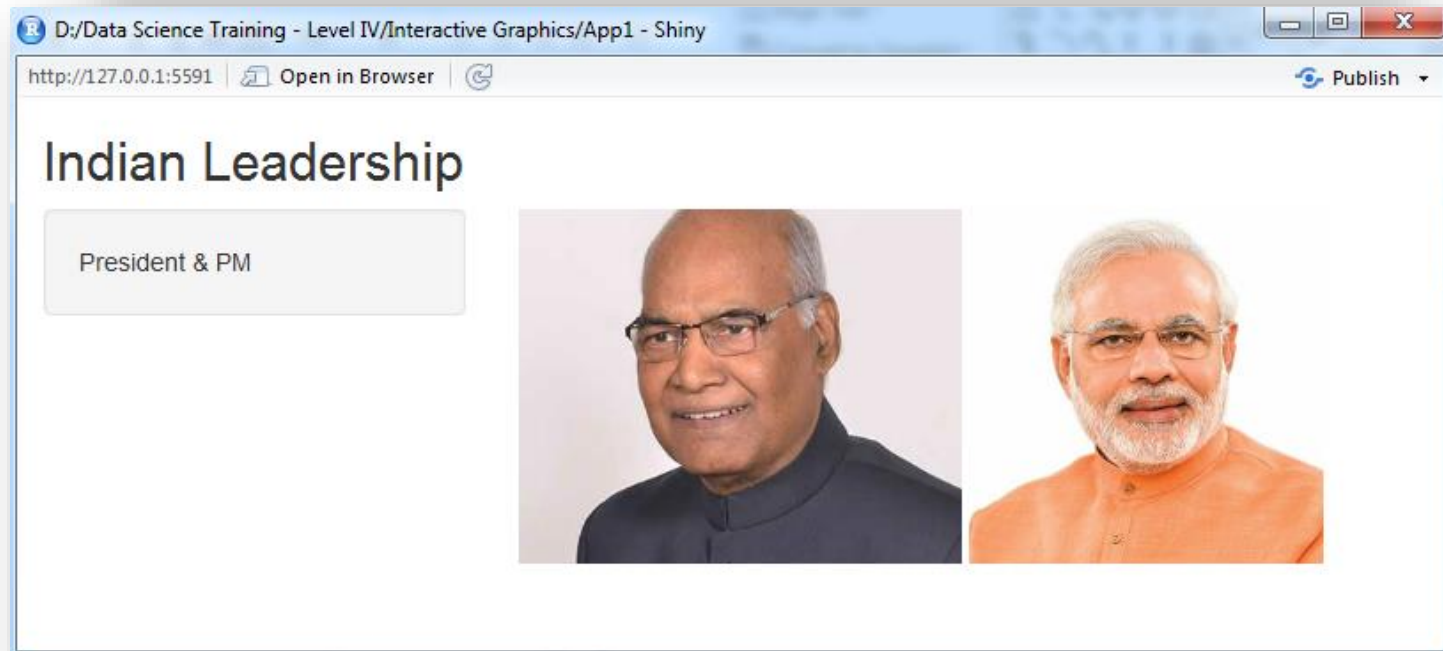 D:/Data Science Training - Level IV/Interactive Graphics/App1 - Shiny
http://127.0.0.1:5591 Open in Browser Publish
Indian Leadership
President & PM